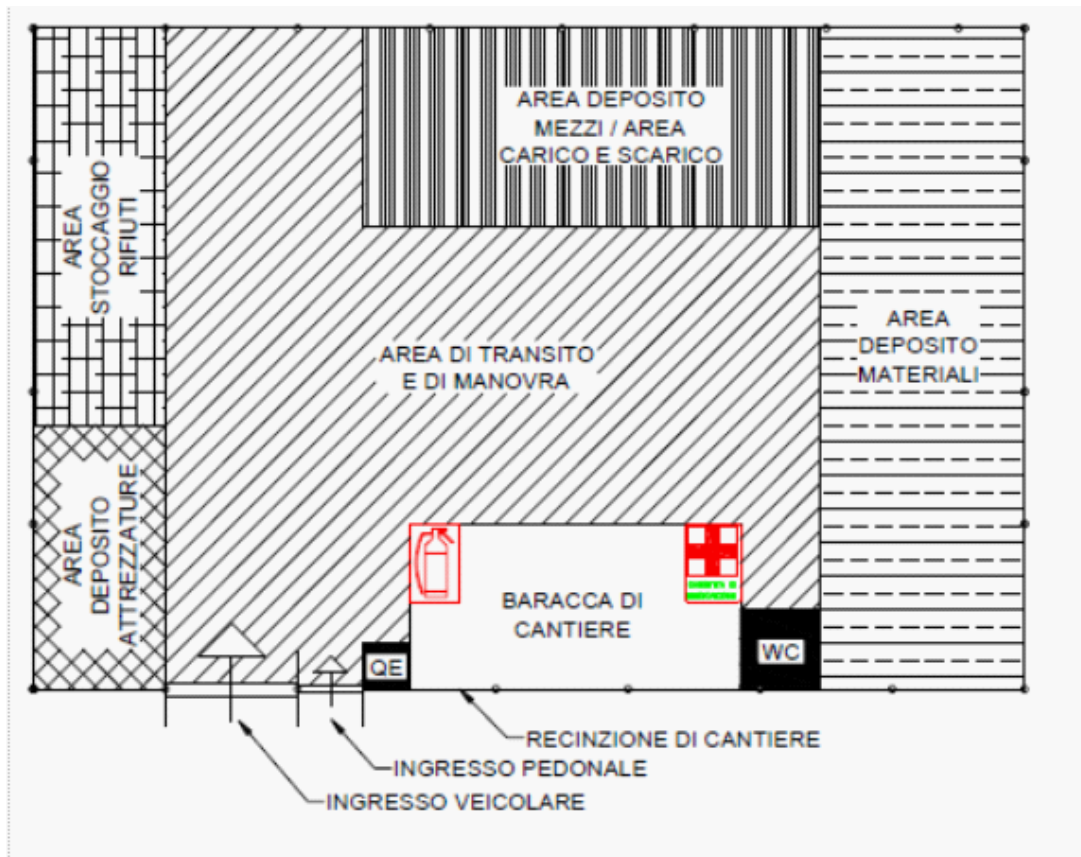 AREA DEPOSITO
MEZZI / AREA
CARICO E SCARICO
AREA
STOCCAGGIO
RIFIUTI
AREA DI TRANSITO
E DI MANOVRA
AREA
DEPOSITO
MATERIALI
AREA
DEPOSITO
ATTREZZATURE
BARACCA DI
CANTIERE
QE
WC
RECINZIONE DI CANTIERE
INGRESSO PEDONALE
INGRESSO VEICOLARE